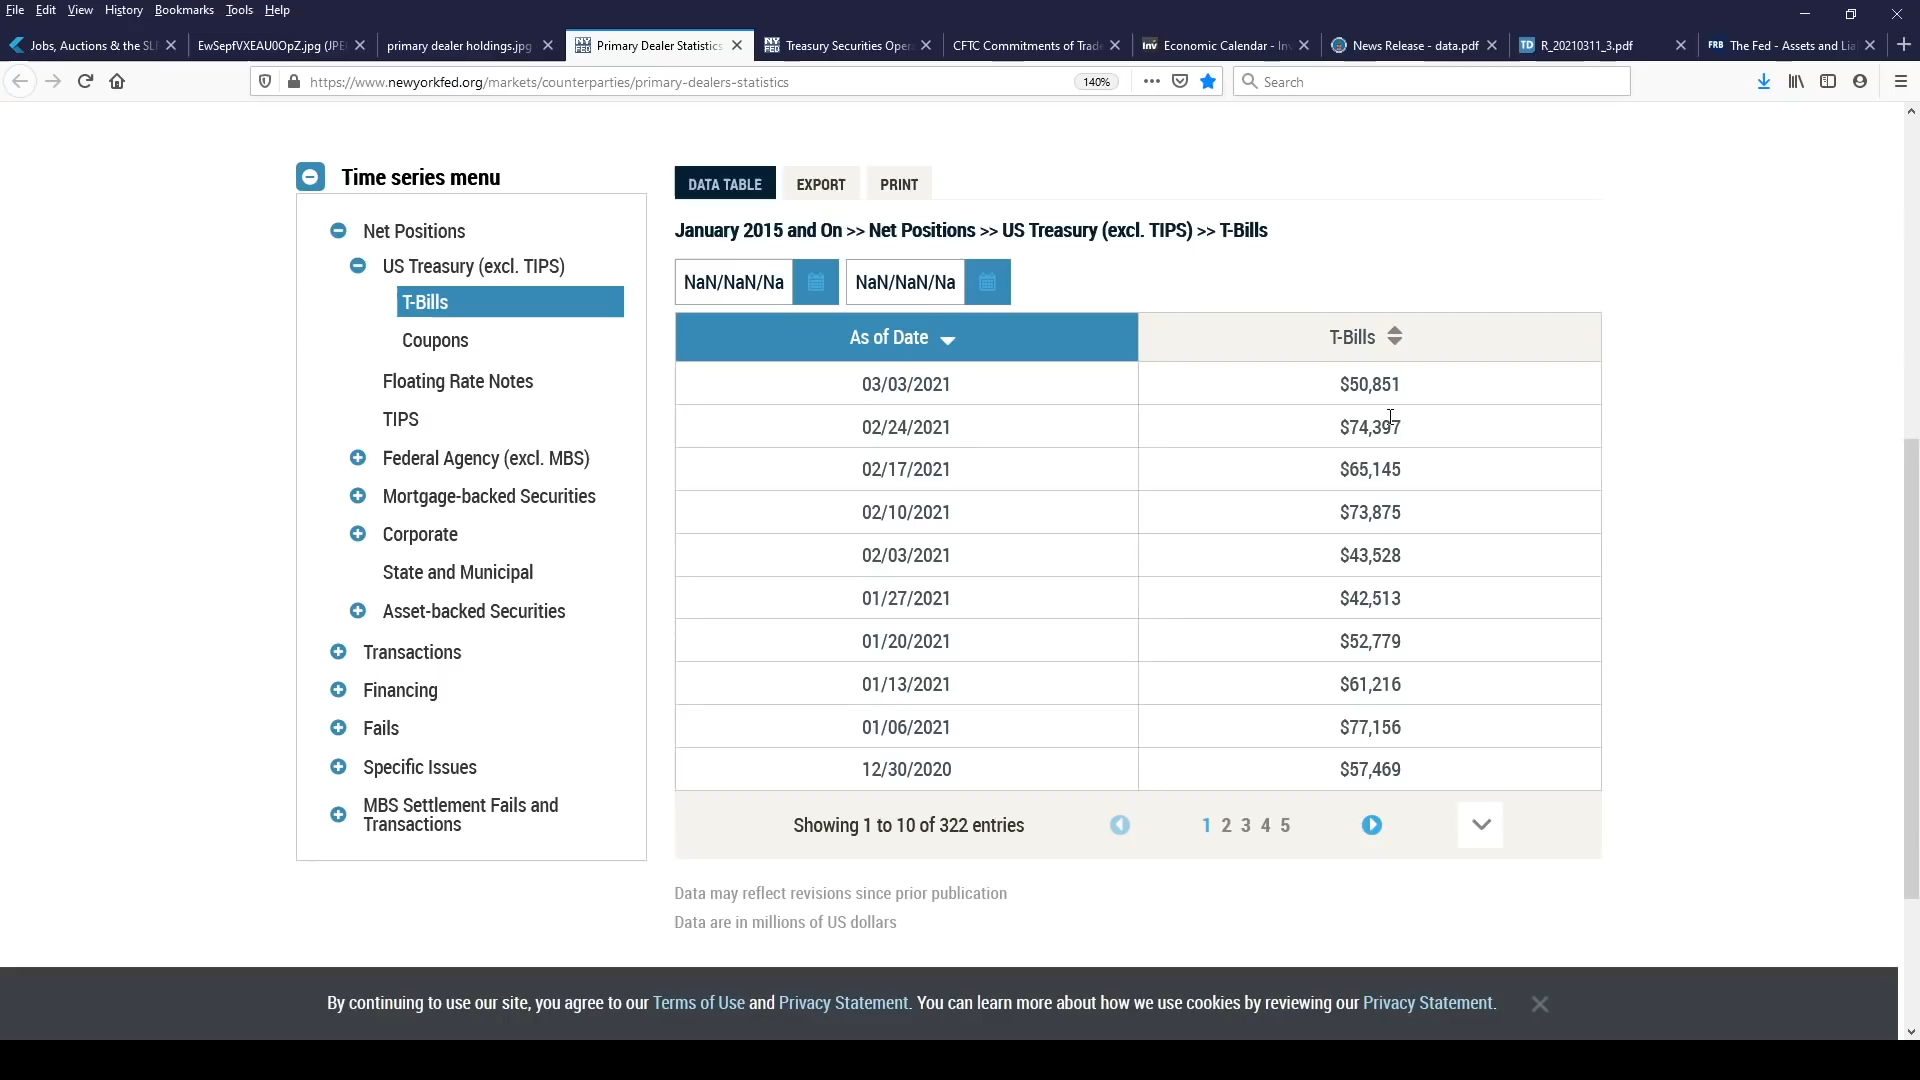 File Edit View History Bookmarks Tools Help
Jobs, Auctions & the SL
EwSepfVXEAU0OpZ.jpg (JPE
primary dealer holdings.jpg
NY FED Primary Dealer Statistics
NY FED Treasury Securities Oper
CFTC Commitments of Trade
Inv Economic Calendar - In
News Release - data.pdf
TD R_20210311_3.pdf
FRB The Fed - Assets and Lia
https://www.newyorkfed.org/markets/counterparties/primary-dealers-statistics
140%
Search
Time series menu
Net Positions
US Treasury (excl. TIPS)
T-Bills
Coupons
Floating Rate Notes
TIPS
Federal Agency (excl. MBS)
Mortgage-backed Securities
Corporate
State and Municipal
Asset-backed Securities
Transactions
Financing
Fails
Specific Issues
MBS Settlement Fails and
Transactions
DATA TABLE EXPORT PRINT
January 2015 and On >> Net Positions >> US Treasury (excl. TIPS) >> T-Bills
NaN/NaN/Na NaN/NaN/Na
As of Date T-Bills
03/03/2021 $50,851
02/24/2021 $74,397
02/17/2021 $65,145
02/10/2021 $73,875
02/03/2021 $43,528
01/27/2021 $42,513
01/20/2021 $52,779
01/13/2021 $61,216
01/06/2021 $77,156
12/30/2020 $57,469
Showing 1 to 10 of 322 entries 1 2 3 4 5
Data may reflect revisions since prior publication
Data are in millions of US dollars
By continuing to use our site, you agree to our Terms of Use and Privacy Statement. You can learn more about how we use cookies by reviewing our Privacy Statement.